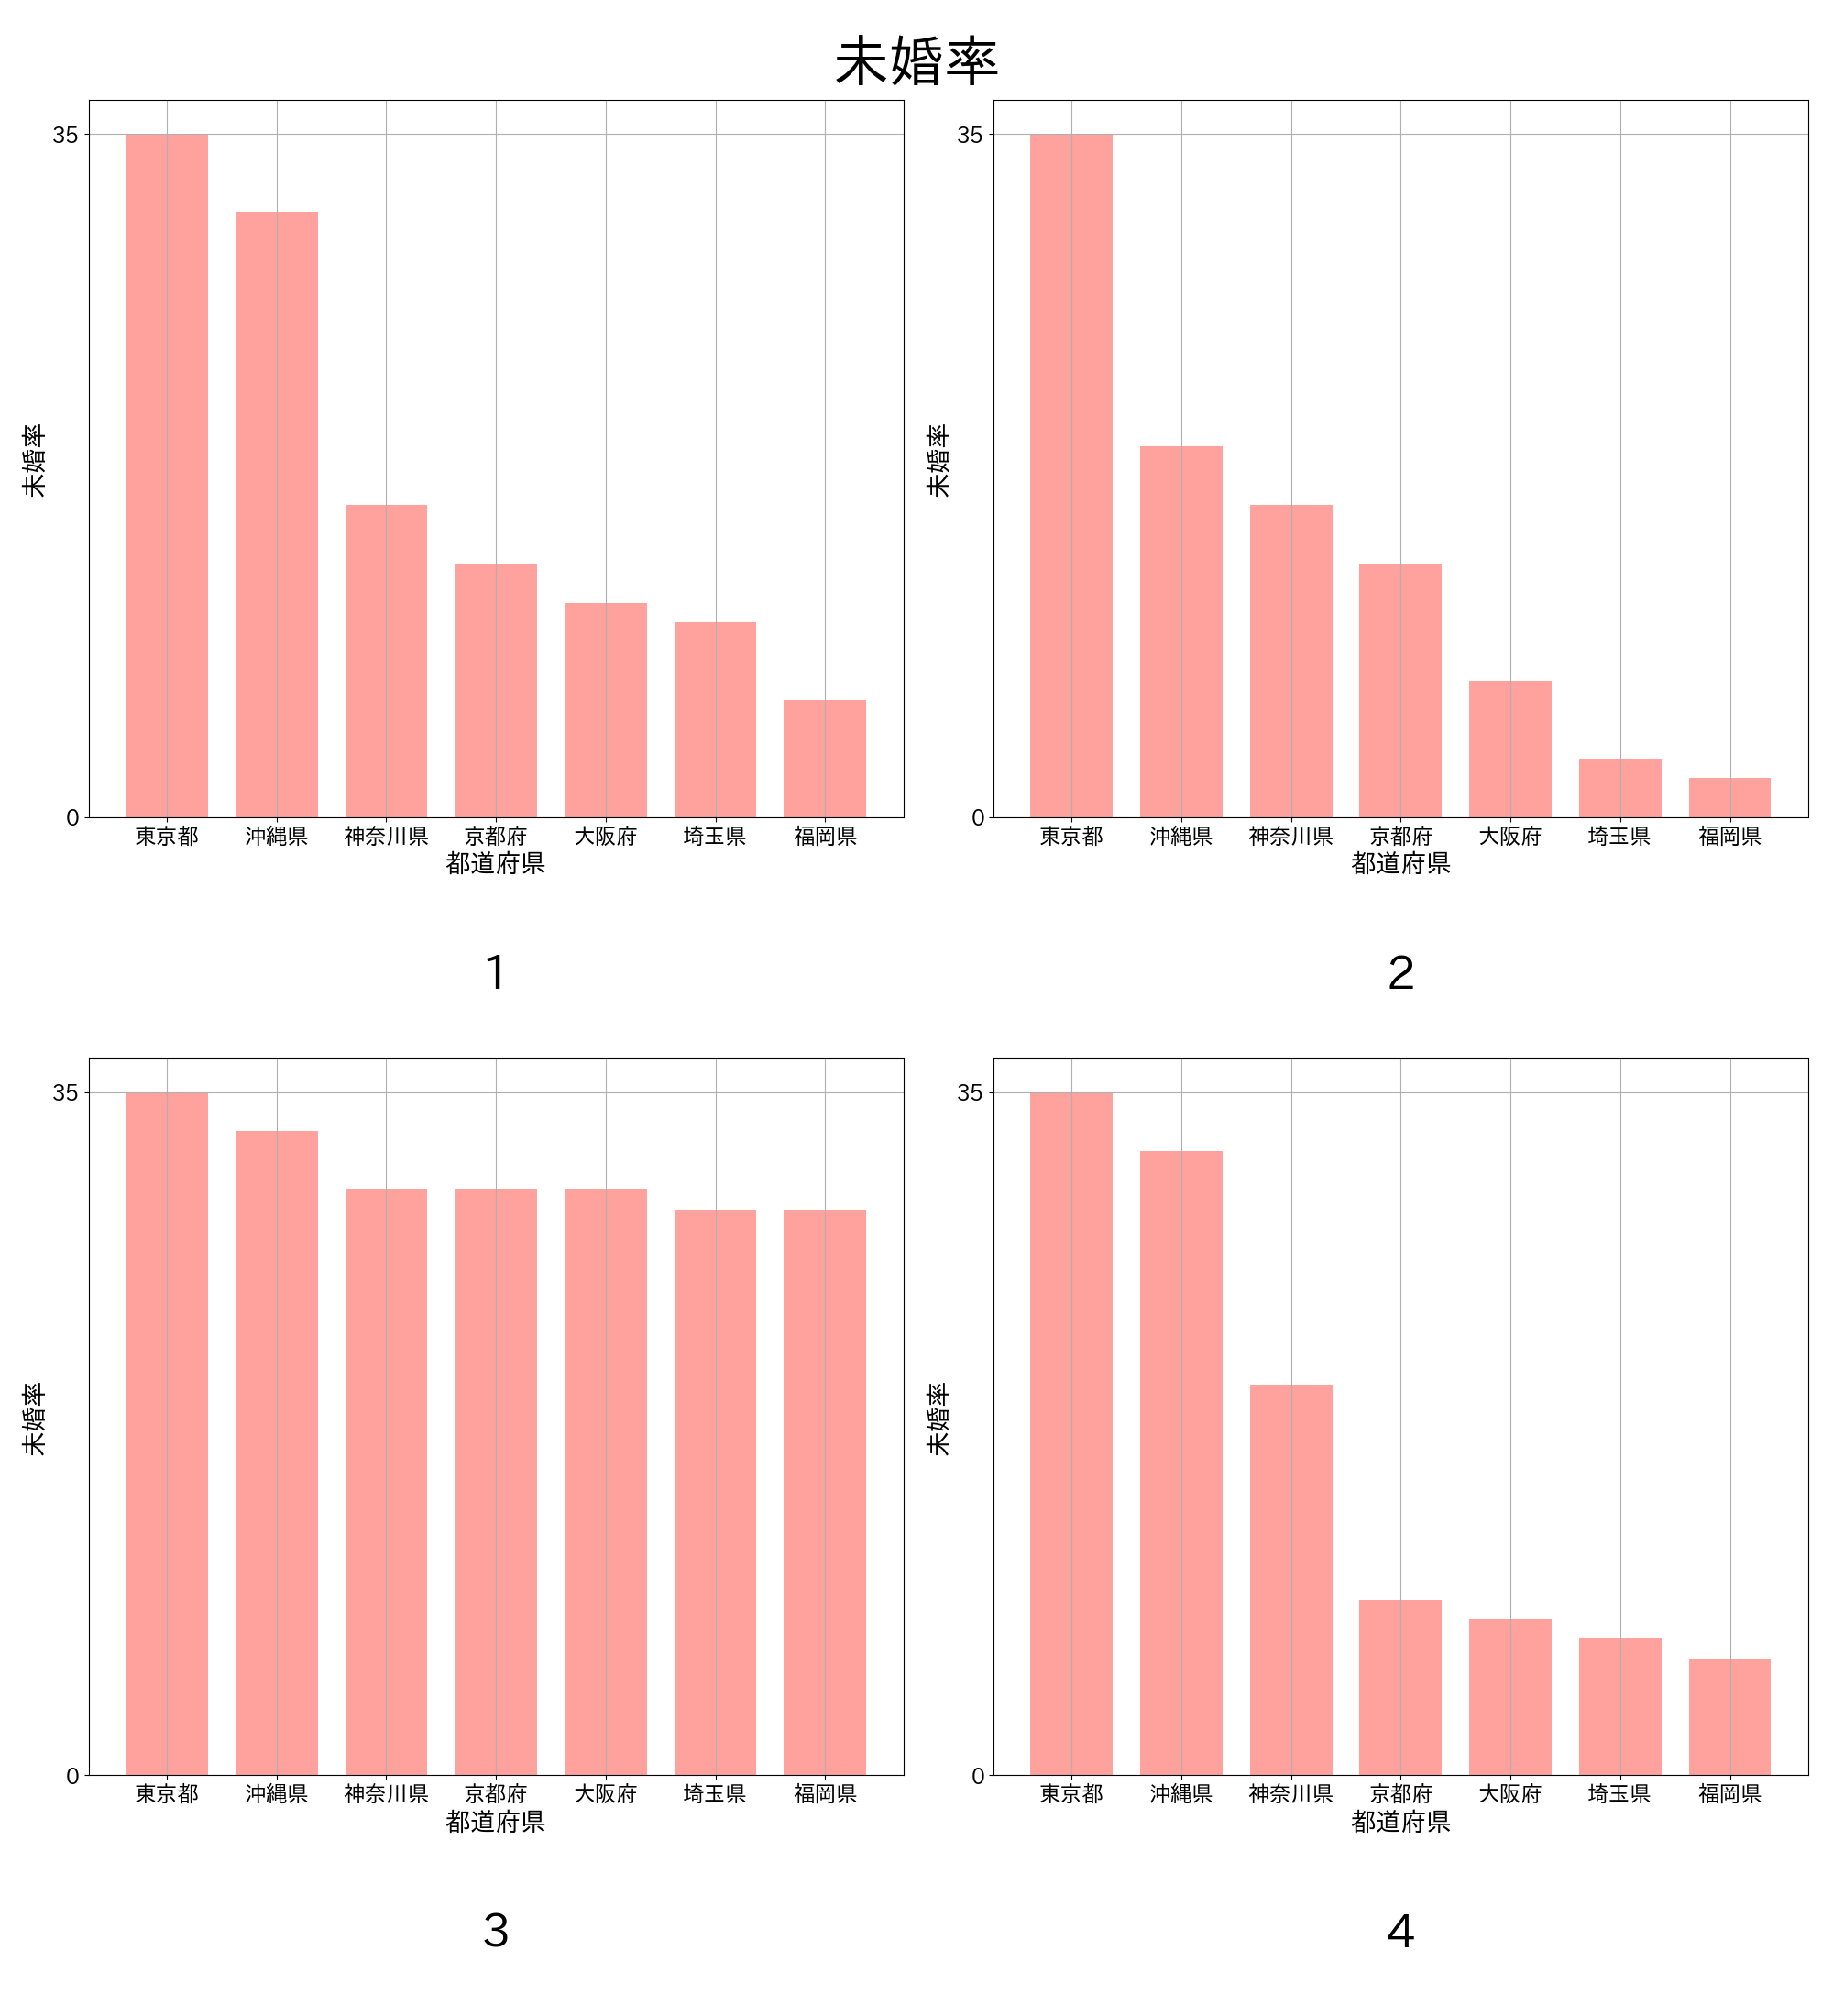 未婚率
35
0
未婚率
東京都 沖縄県 神奈川県 京都府 大阪府 埼玉県 福岡県
都道府県
1
35
0
未婚率
東京都 沖縄県 神奈川県 京都府 大阪府 埼玉県 福岡県
都道府県
2
35
0
未婚率
東京都 沖縄県 神奈川県 京都府 大阪府 埼玉県 福岡県
都道府県
3
35
0
未婚率
東京都 沖縄県 神奈川県 京都府 大阪府 埼玉県 福岡県
都道府県
4